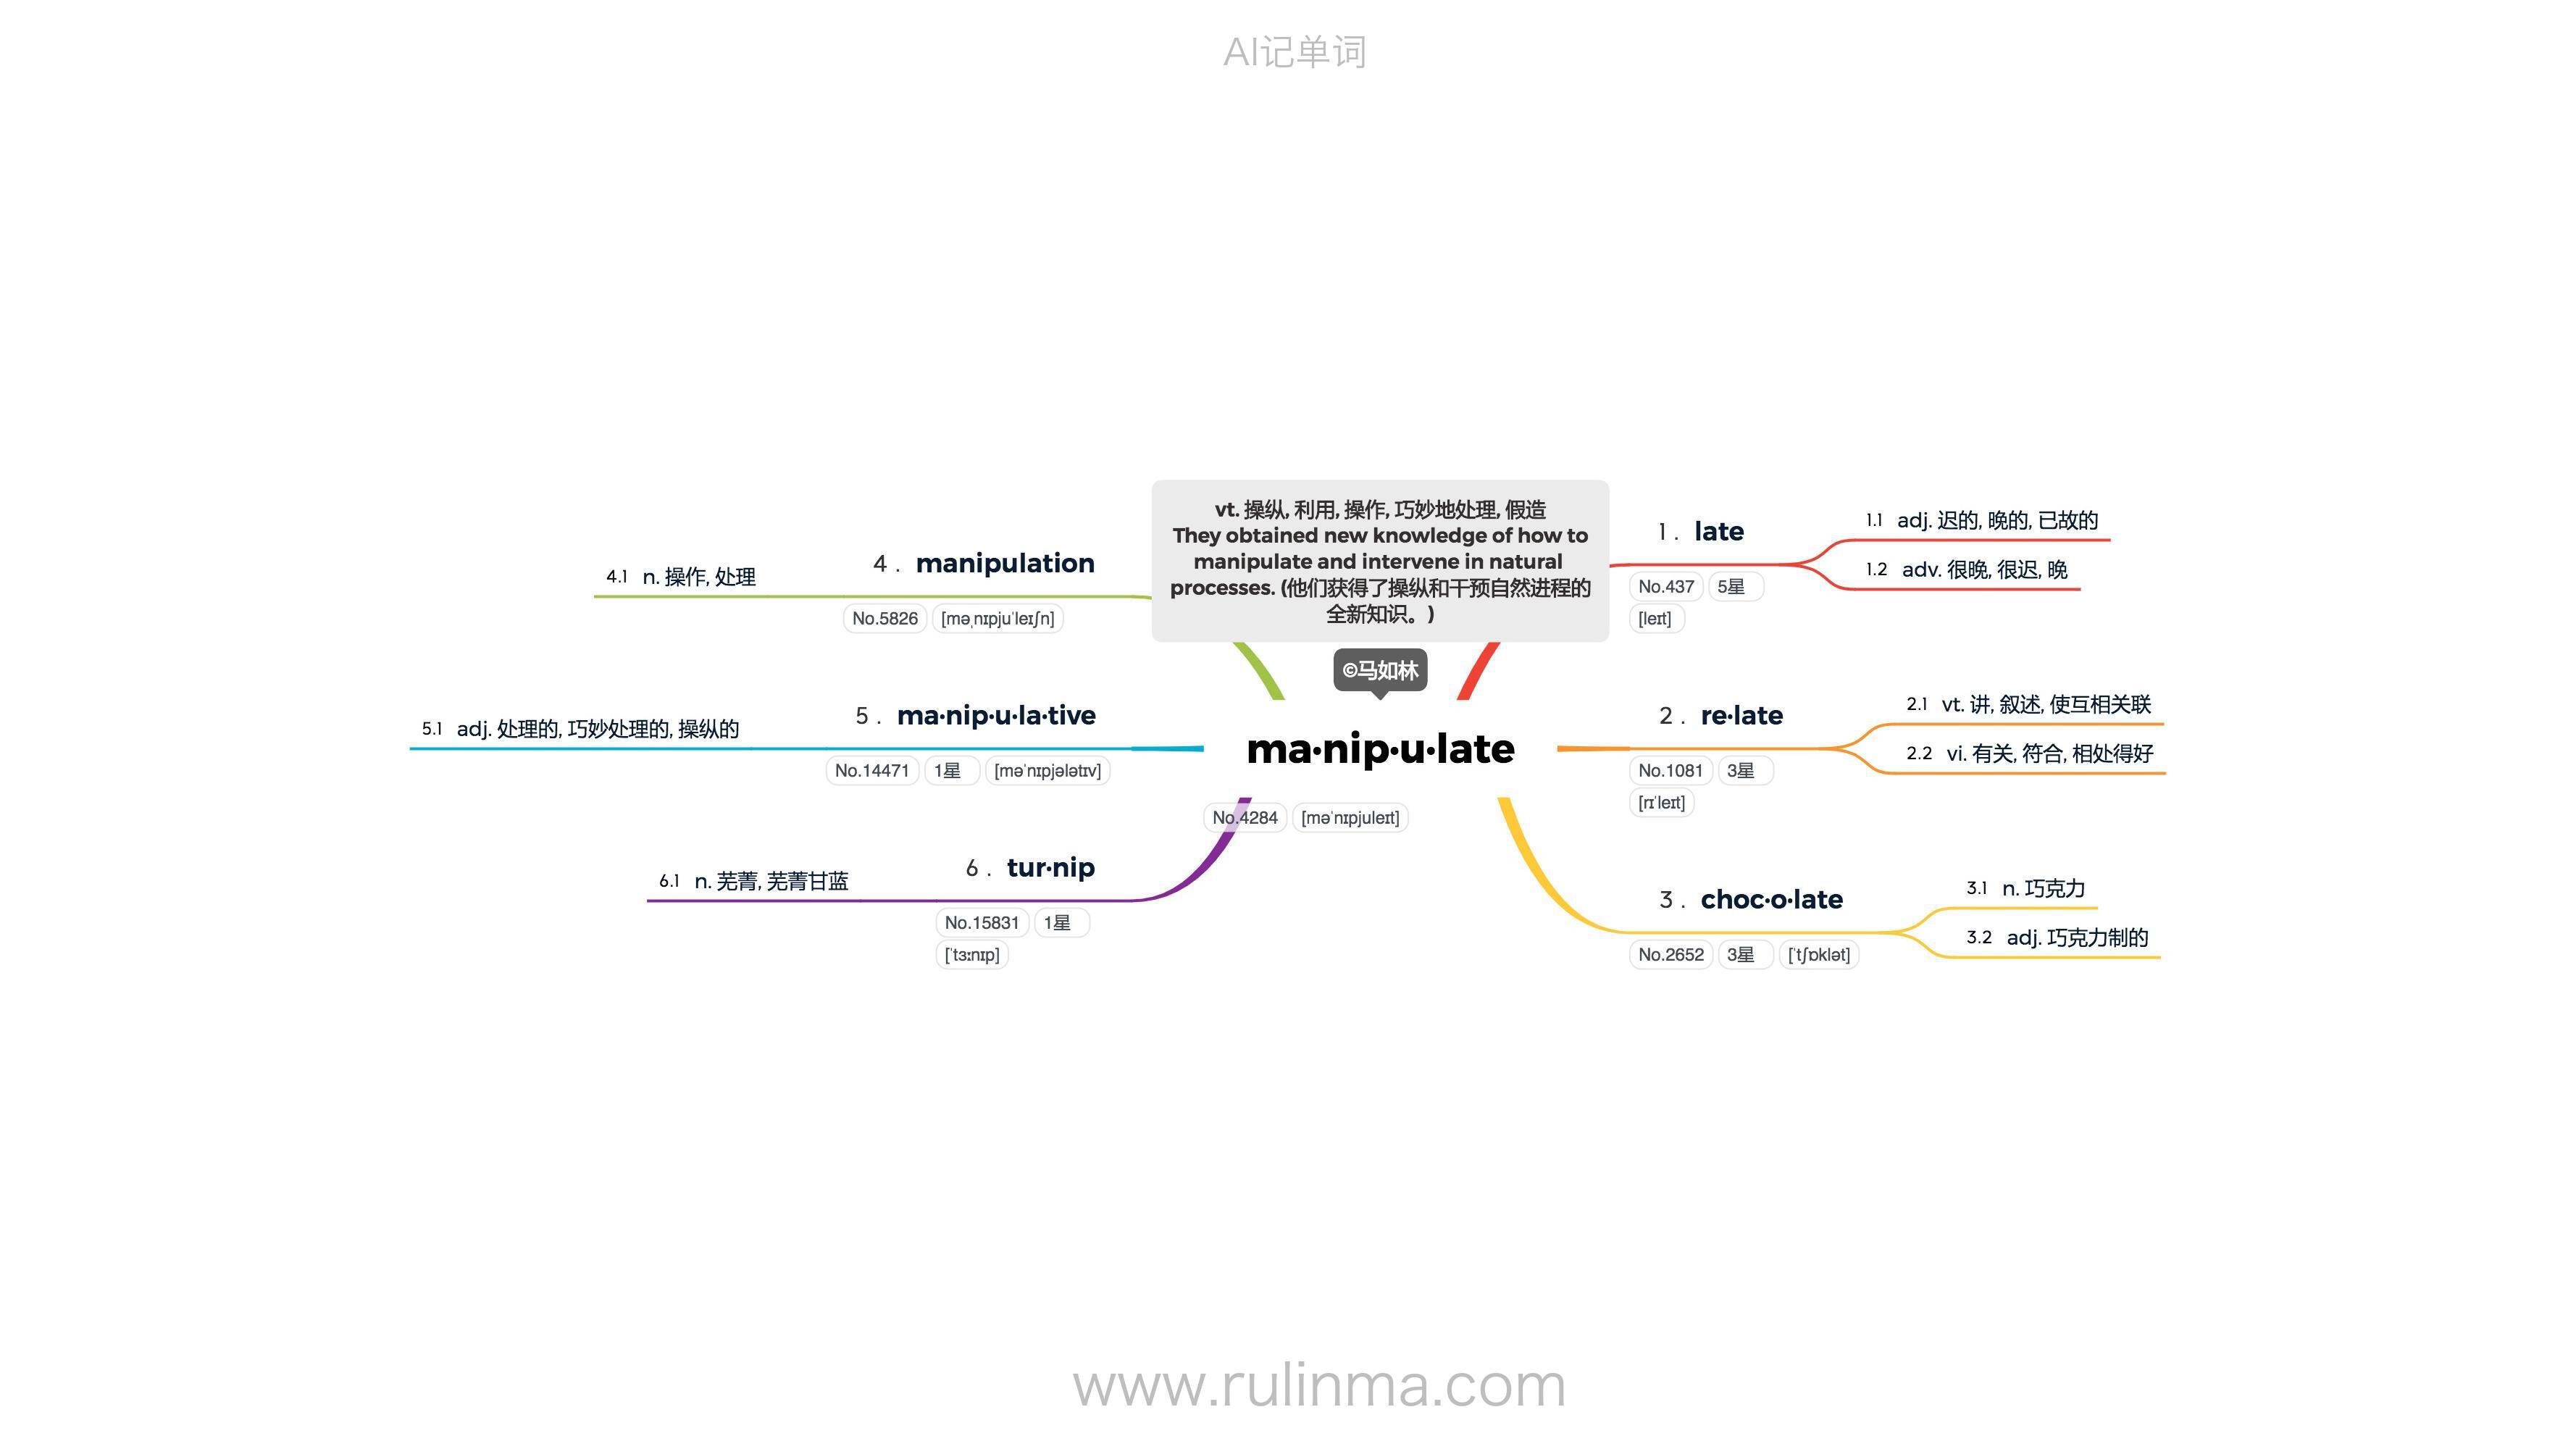 AI记单词
vt. 操纵, 利用, 操作, 巧妙地处理, 假造
They obtained new knowledge of how to
manipulate and intervene in natural
processes. (他们获得了操纵和干预自然进程的
全新知识。)
©马如林
ma·nip·u·late
No.4284 [məˈnɪpjuleɪt]
1 . late
No.437 5星
[leɪt]
1.1 adj. 迟的, 晚的, 已故的
1.2 adv. 很晚, 很迟, 晚
2 . re·late
No.1081 3星
[rɪˈleɪt]
2.1 vt. 讲, 叙述, 使互相关联
2.2 vi. 有关, 符合, 相处得好
3 . choc·o·late
No.2652 3星 [ˈtʃɒklət]
3.1 n. 巧克力
3.2 adj. 巧克力制的
4 . manipulation
No.5826 [məˌnɪpjuˈleɪʃn]
4.1 n. 操作, 处理
5 . ma·nip·u·la·tive
No.14471 1星 [məˈnɪpjələtɪv]
5.1 adj. 处理的, 巧妙处理的, 操纵的
6 . tur·nip
No.15831 1星
[ˈtɜːnɪp]
6.1 n. 芜菁, 芜菁甘蓝
www.rulinma.com